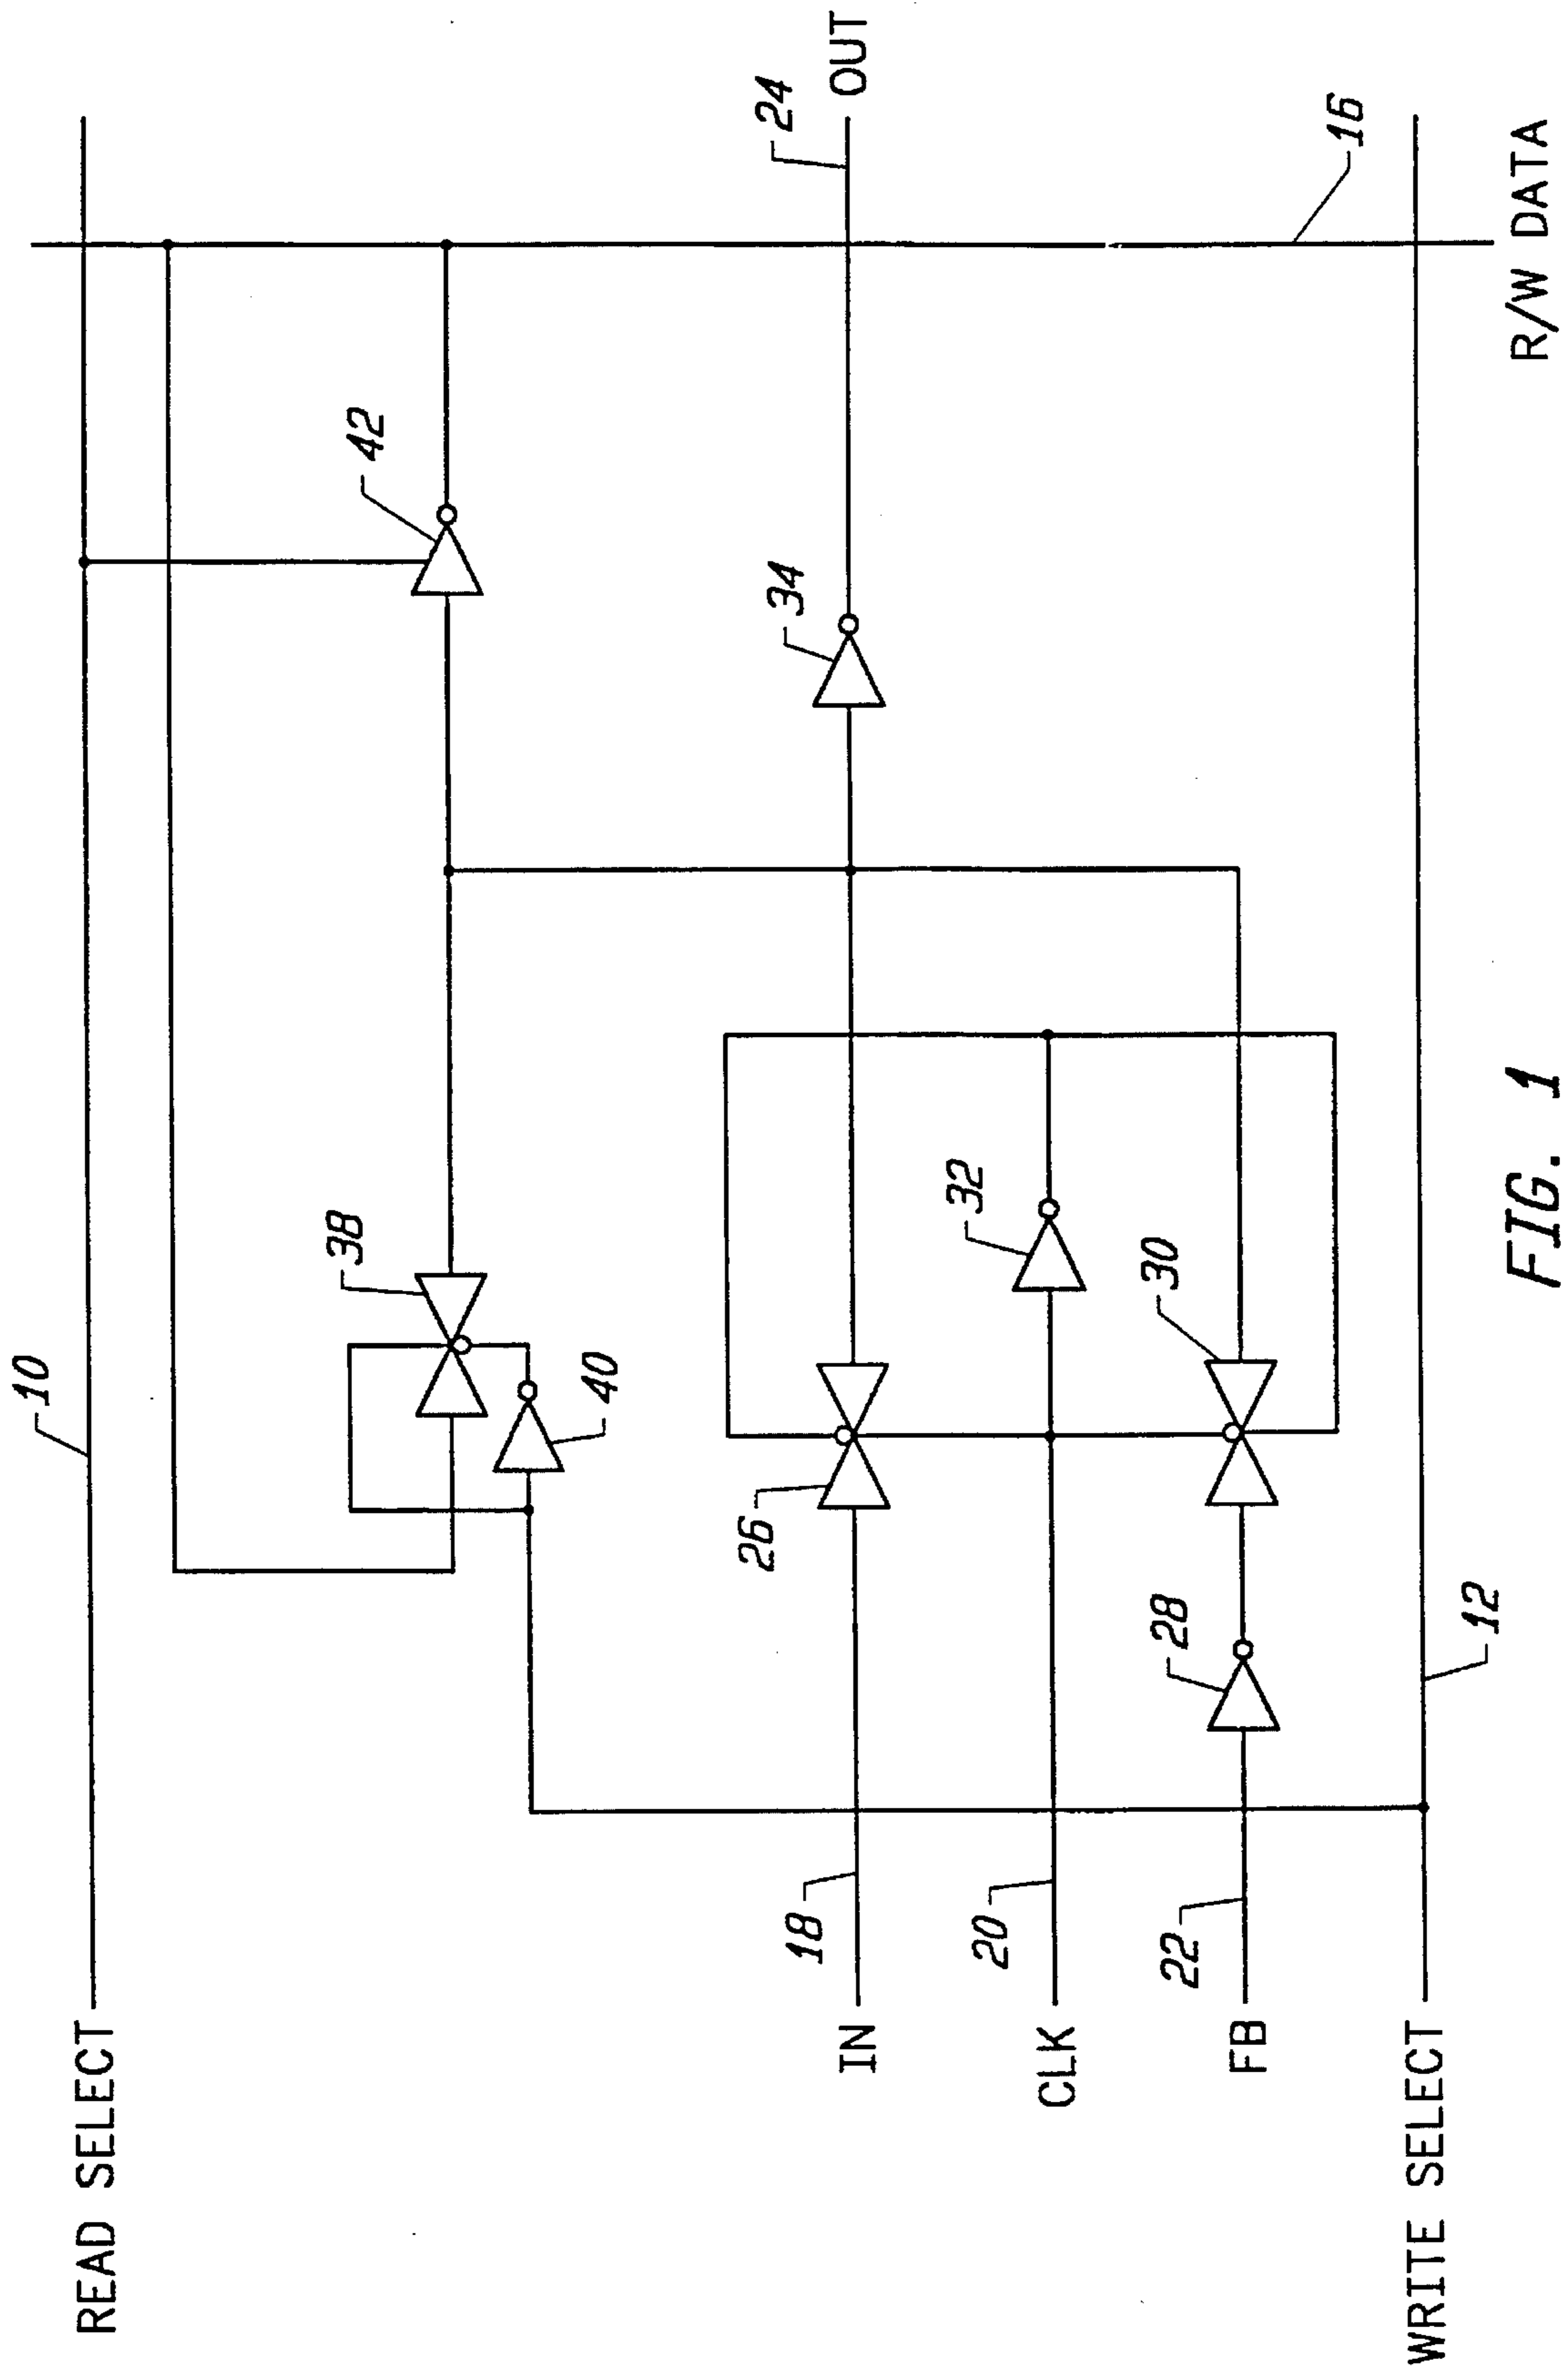 READ SELECT
10
42
38
40
24
OUT
34
26
IN
18
32
CLK
20
30
28
FB
22
16
WRITE SELECT
12
R/W DATA
FIG. 1